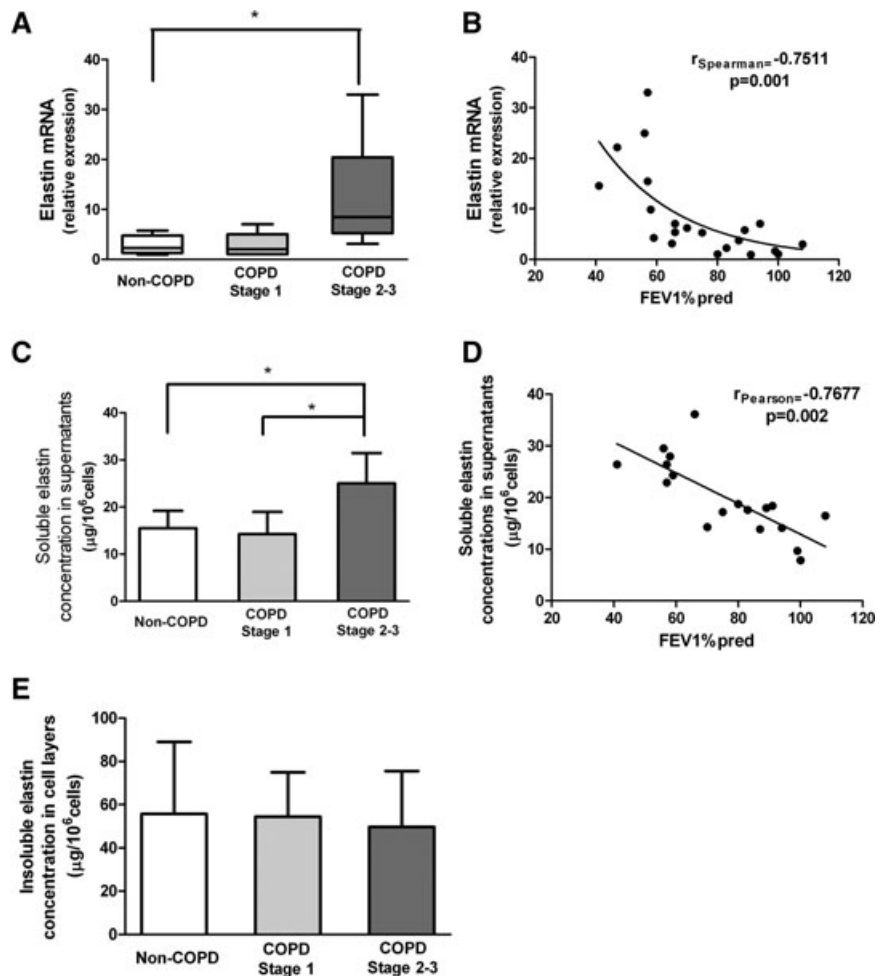 A
*
Elastin mRNA
(relative exression)
40
30
20
10
0
Non-COPD
COPD
Stage 1
COPD
Stage 2-3
B
rSpearman=-0.7511
p=0.001
Elastin mRNA
(relative expression)
40
30
20
10
0
20 40 60 80 100 120
FEV1%pred
C
*
*
Soluble elastin
concentration in supernatants
(µg/10⁶cells)
40
30
20
10
0
Non-COPD
COPD
Stage 1
COPD
Stage 2-3
D
rPearson=-0.7677
p=0.002
Soluble elastin
concentrations in supernatants
(µg/10⁶cells)
40
30
20
10
0
20 40 60 80 100 120
FEV1%pred
E
Insoluble elastin
concentration in cell layers
(µg/10⁶cells)
100
80
60
40
20
0
Non-COPD
COPD
Stage 1
COPD
Stage 2-3